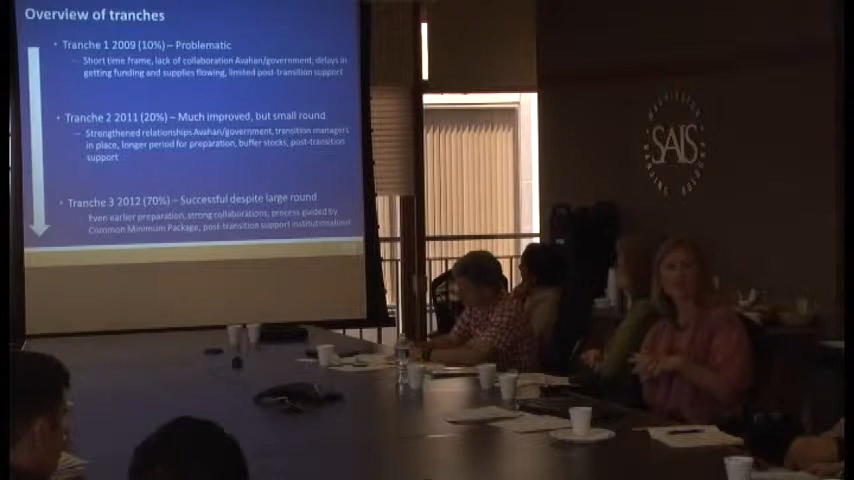 Overview of tranches
• Tranche 1 2009 (10%) – Problematic
– Short time frame, lack of collaboration Avahan/government, delays in
getting funding and supplies flowing, limited post-transition support
• Tranche 2 2011 (20%) – Much improved, but small round
– Strengthened relationships Avahan/government, transition managers
in place, longer period for preparation, buffer stocks, post-transition
support
• Tranche 3 2012 (70%) – Successful despite large round
Even earlier preparation, strong collaborations, process guided by
Common Minimum Package, post-transition support institutionalized
SAIS